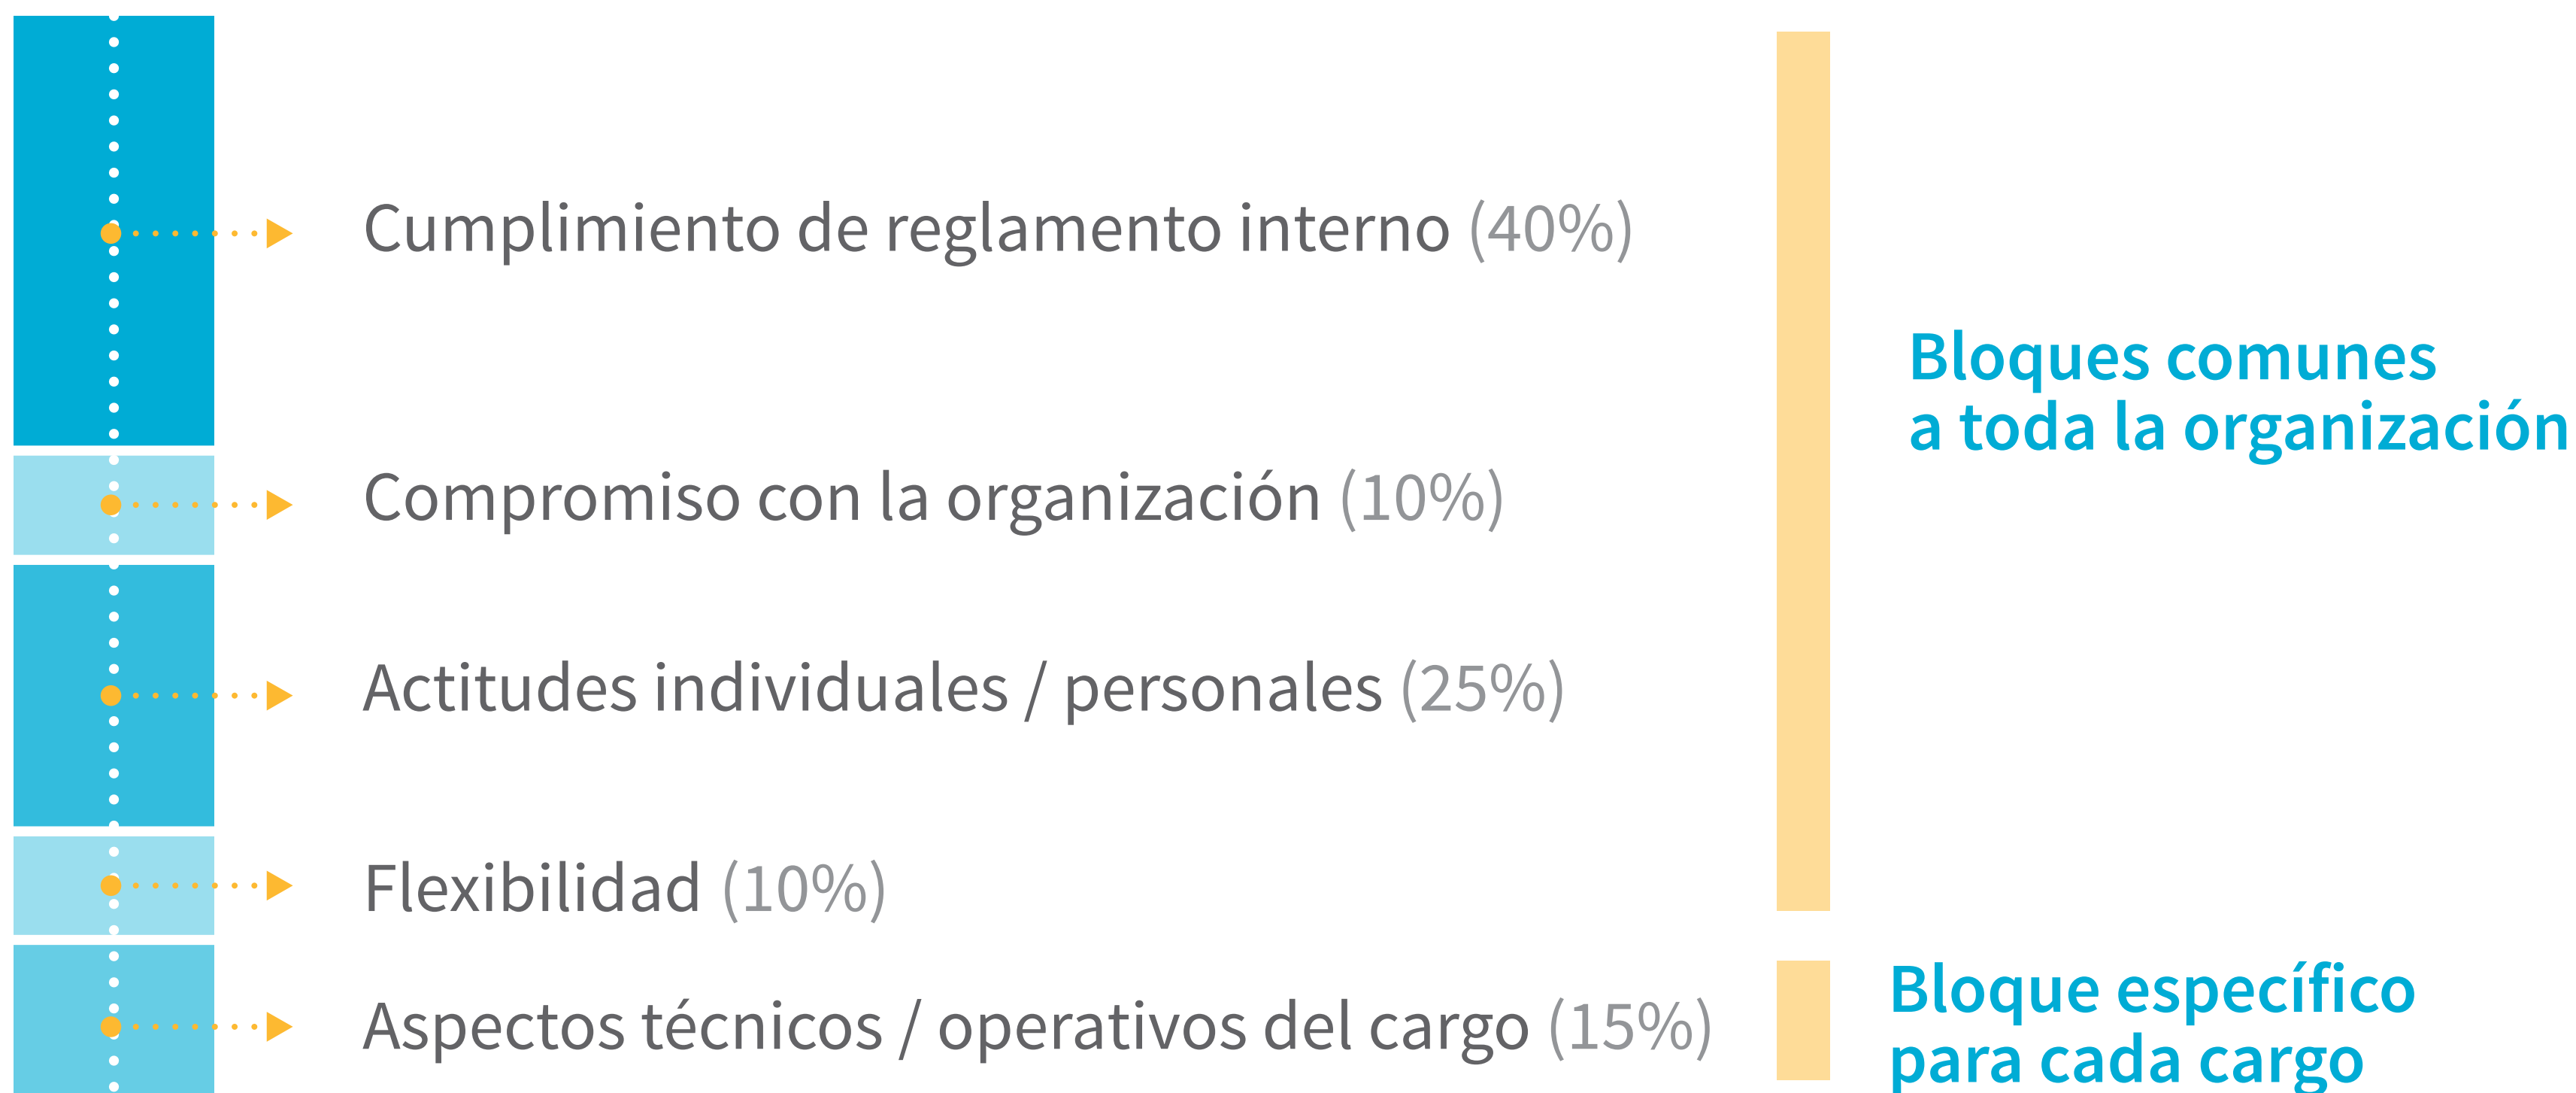 Cumplimiento de reglamento interno (40%)
Compromiso con la organización (10%)
Actitudes individuales / personales (25%)
Flexibilidad (10%)
Aspectos técnicos / operativos del cargo (15%)
Bloques comunes
a toda la organización
Bloque específico
para cada cargo